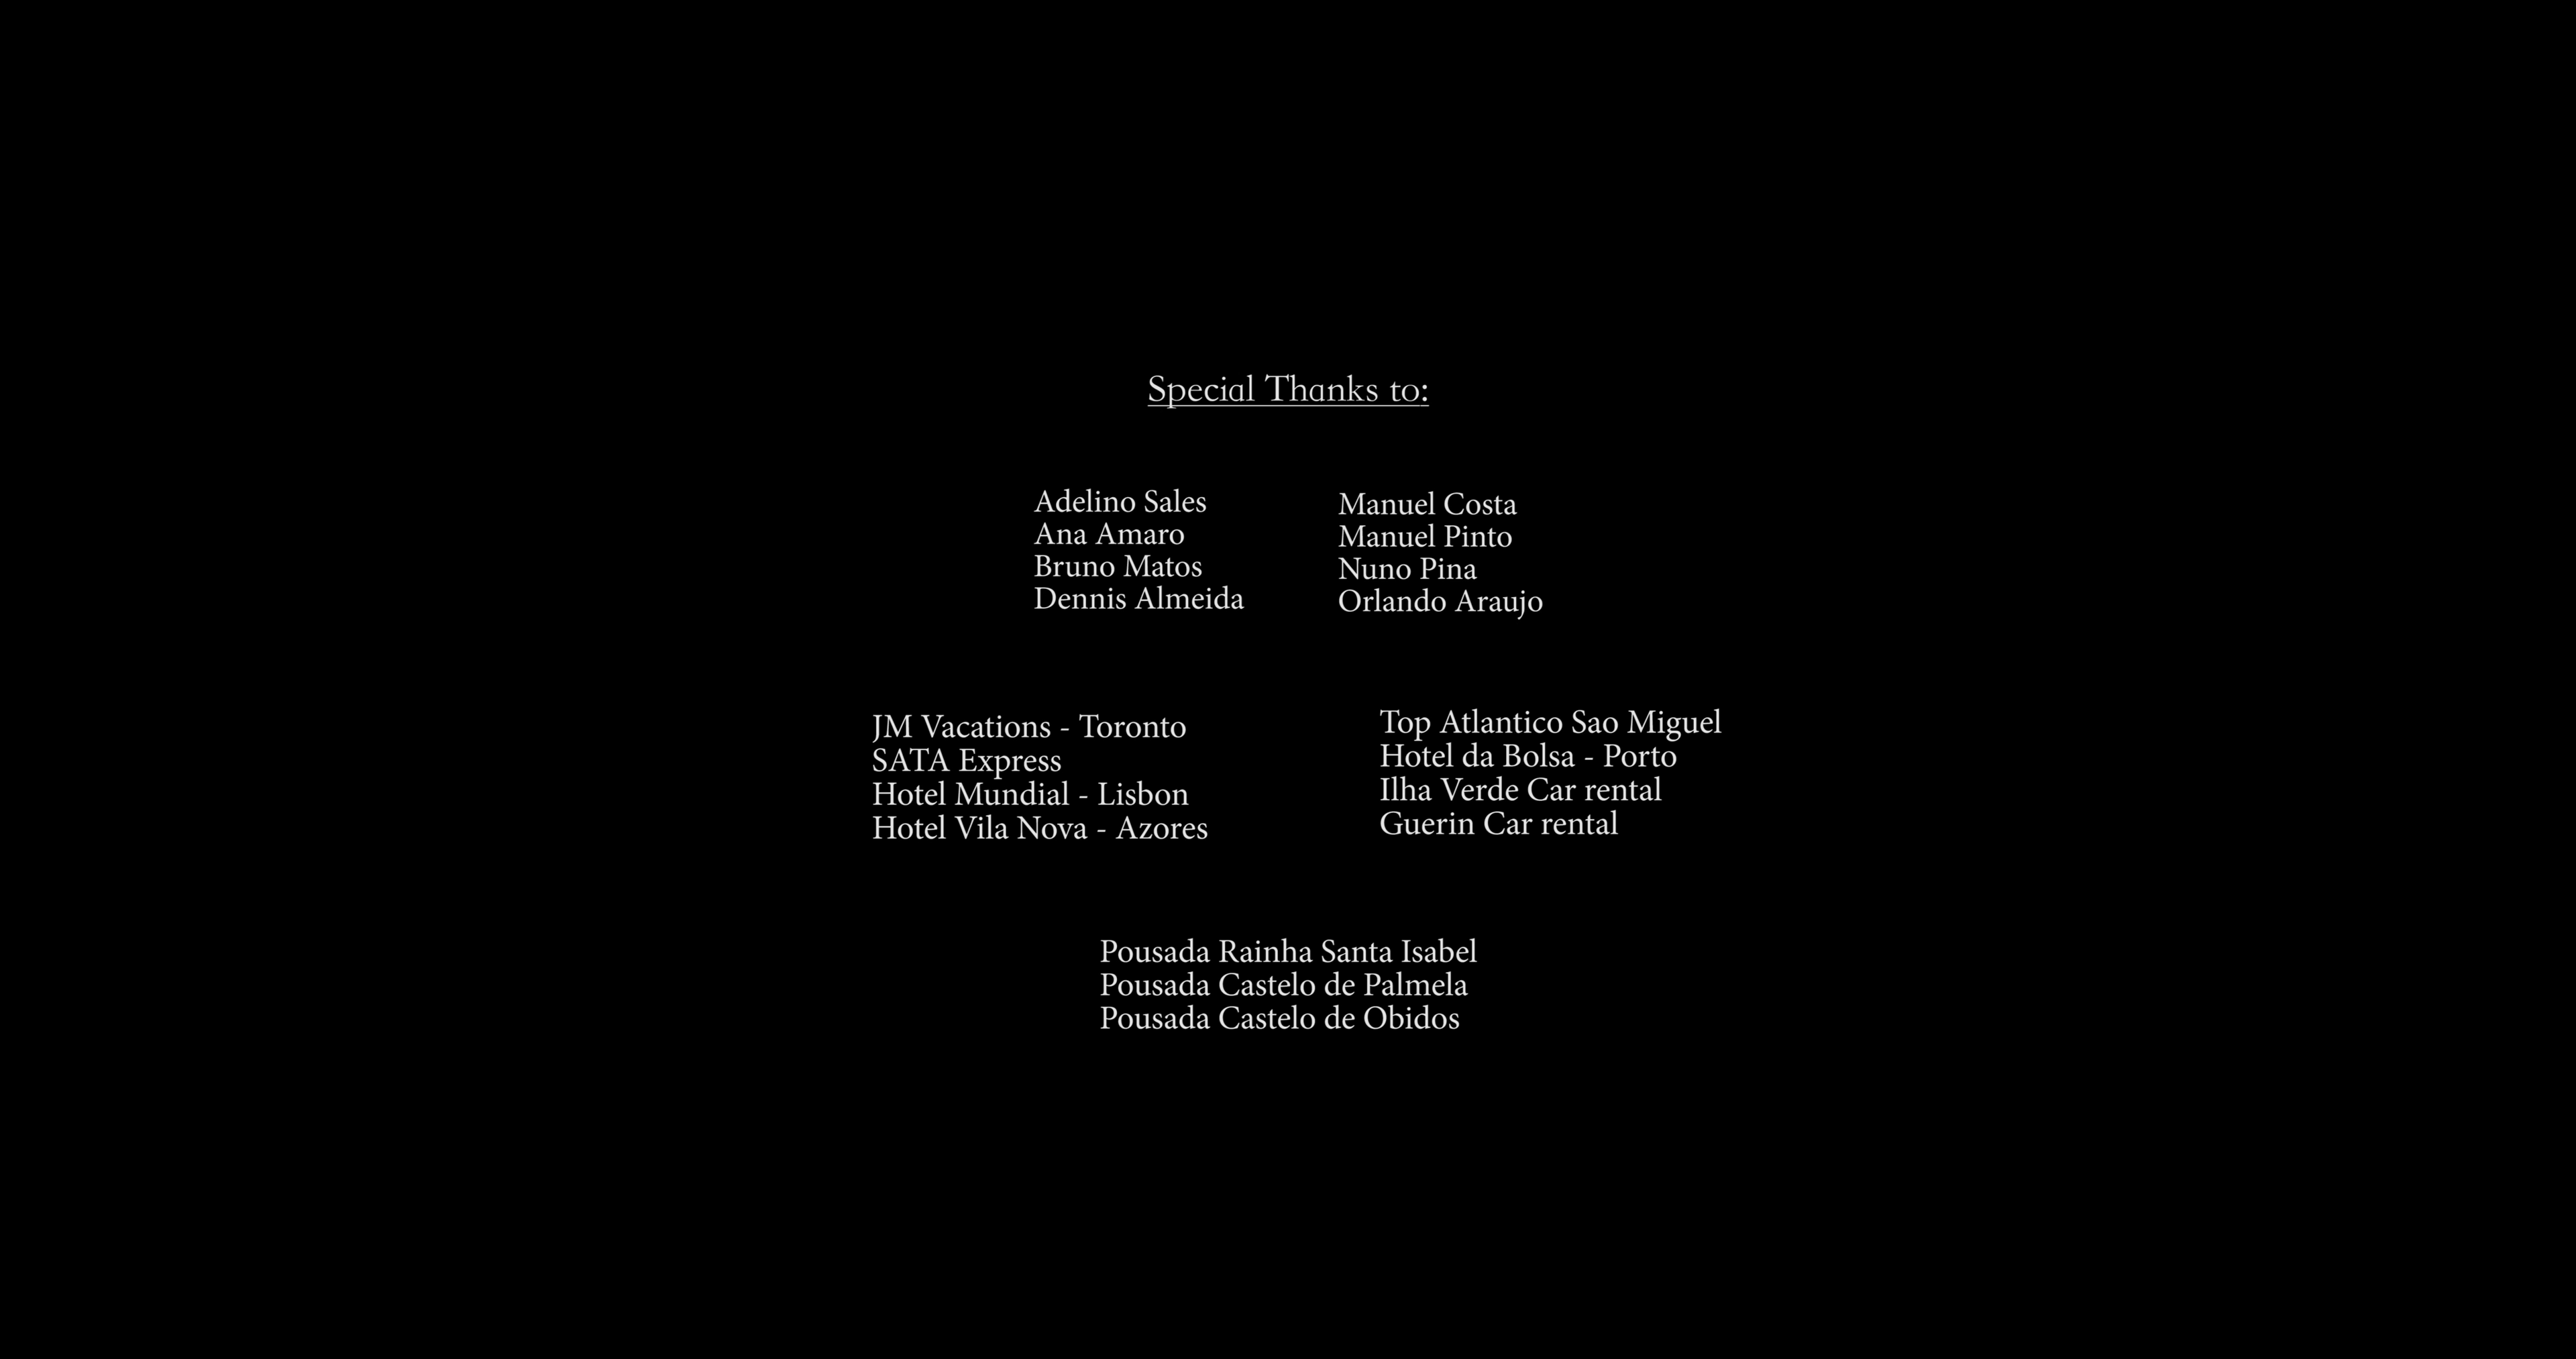 Special Thanks to:
Adelino Sales
Ana Amaro
Bruno Matos
Dennis Almeida
Manuel Costa
Manuel Pinto
Nuno Pina
Orlando Araujo
JM Vacations - Toronto
SATA Express
Hotel Mundial - Lisbon
Hotel Vila Nova - Azores
Top Atlantico Sao Miguel
Hotel da Bolsa - Porto
Ilha Verde Car rental
Guerin Car rental
Pousada Rainha Santa Isabel
Pousada Castelo de Palmela
Pousada Castelo de Obidos